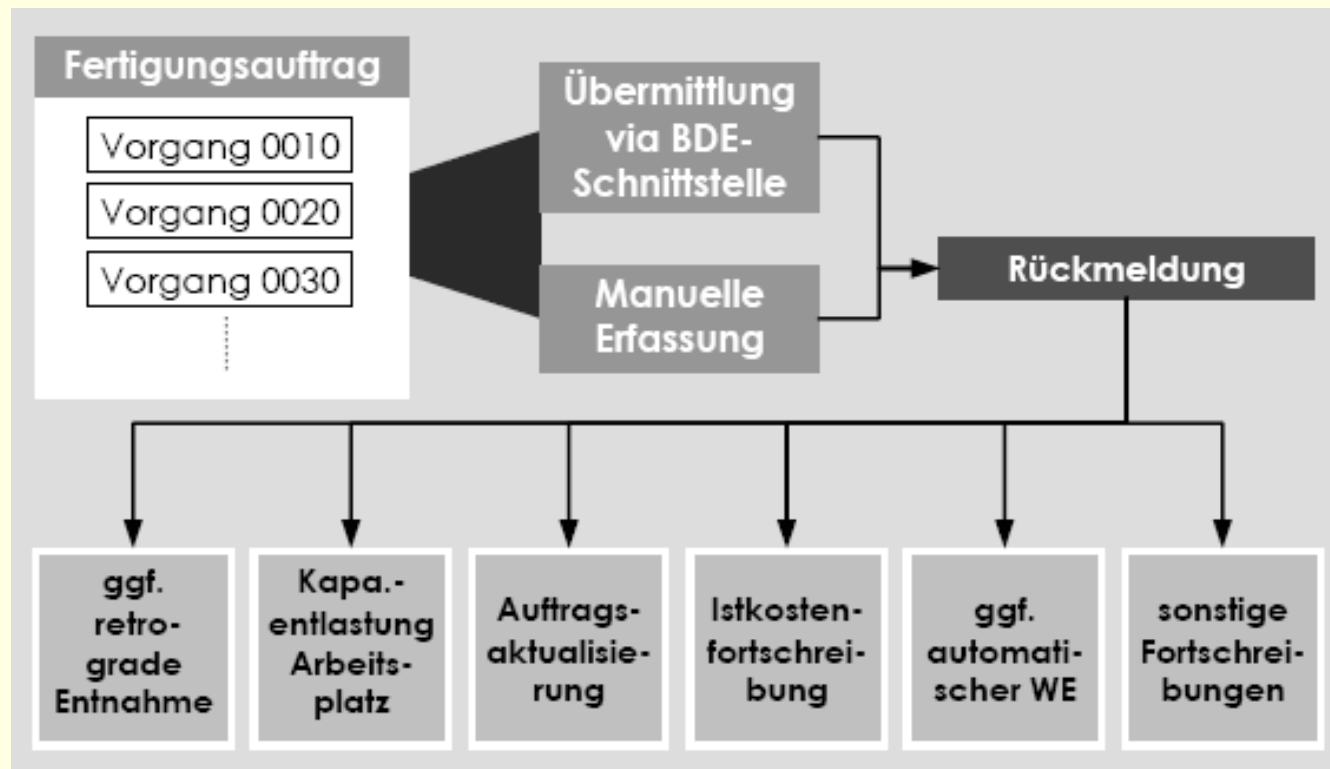 Fertigungsauftrag
Vorgang 0010
Vorgang 0020
Vorgang 0030
Übermittlung
via BDE-
Schnittstelle
Manuelle
Erfassung
Rückmeldung
ggf.
retro-
grade
Entnahme
Kapa.-
entlastung
Arbeits-
platz
Auftrags-
aktualisie-
rung
Istkosten-
fortschrei-
bung
ggf.
automati-
scher WE
sonstige
Fortschrei-
bungen